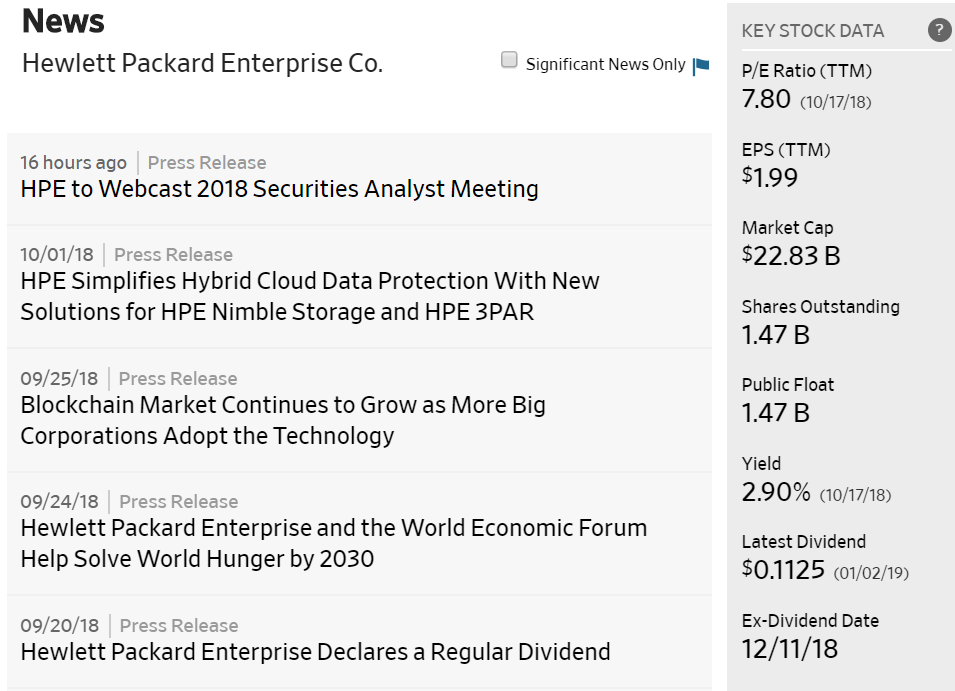 News
Hewlett Packard Enterprise Co.
Significant News Only
16 hours ago | Press Release
HPE to Webcast 2018 Securities Analyst Meeting
10/01/18 | Press Release
HPE Simplifies Hybrid Cloud Data Protection With New
Solutions for HPE Nimble Storage and HPE 3PAR
09/25/18 | Press Release
Blockchain Market Continues to Grow as More Big
Corporations Adopt the Technology
09/24/18 | Press Release
Hewlett Packard Enterprise and the World Economic Forum
Help Solve World Hunger by 2030
09/20/18 | Press Release
Hewlett Packard Enterprise Declares a Regular Dividend
KEY STOCK DATA ?
P/E Ratio (TTM)
7.80 (10/17/18)
EPS (TTM)
$1.99
Market Cap
$22.83 B
Shares Outstanding
1.47 B
Public Float
1.47 B
Yield
2.90% (10/17/18)
Latest Dividend
$0.1125 (01/02/19)
Ex-Dividend Date
12/11/18